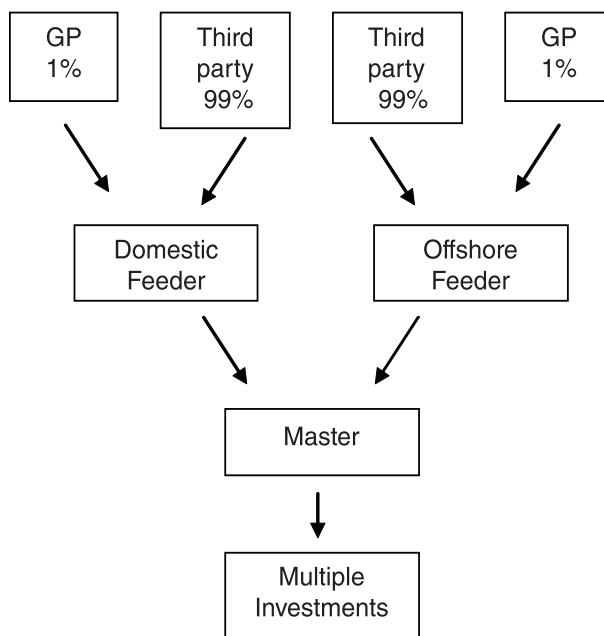 GP
1%
Third
party
99%
Third
party
99%
GP
1%
Domestic
Feeder
Offshore
Feeder
Master
Multiple
Investments